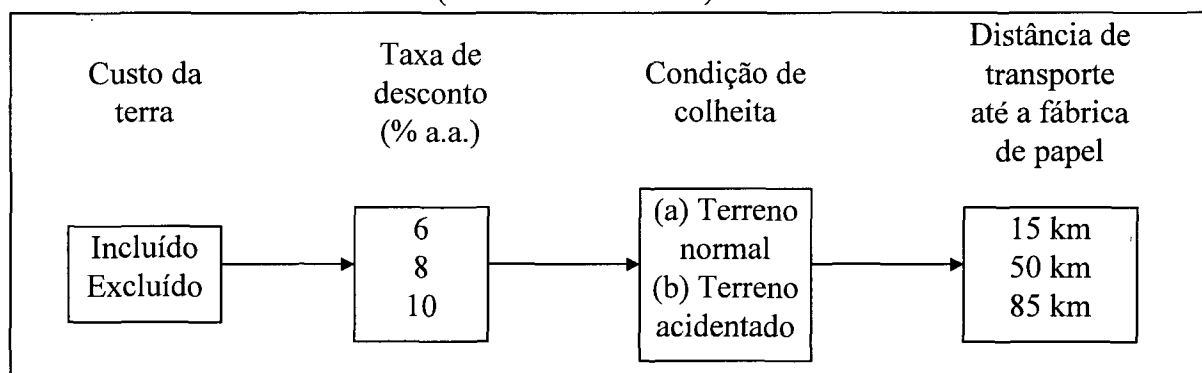 Custo da
terra
Taxa de
desconto
(% a.a.)
Condição de
colheita
Distância de
transporte
até a fábrica
de papel
Incluído
Excluído
6
8
10
(a) Terreno
normal
(b) Terreno
acidentado
15 km
50 km
85 km